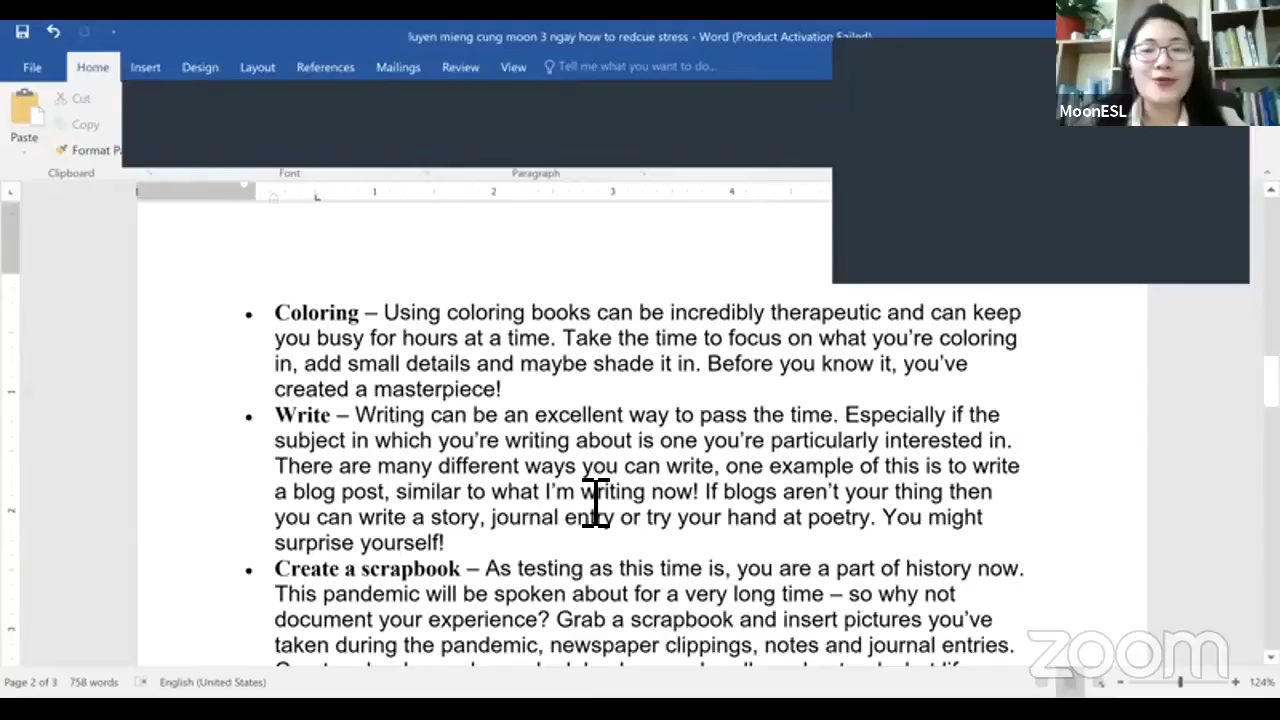 luyen mieng cung moon 3 ngay how to redcue stress - Word (Product Activation Failed)
File Home Insert Design Layout References Mailings Review View Tell me what you want to do...
MoonESL
Cut
Copy
Paste
Format
Clipboard Font Paragraph
1 2 3 4
• Coloring – Using coloring books can be incredibly therapeutic and can keep
you busy for hours at a time. Take the time to focus on what you're coloring
in, add small details and maybe shade it in. Before you know it, you've
created a masterpiece!
• Write – Writing can be an excellent way to pass the time. Especially if the
subject in which you're writing about is one you're particularly interested in.
There are many different ways you can write, one example of this is to write
a blog post, similar to what I'm writing now! If blogs aren't your thing then
you can write a story, journal entry or try your hand at poetry. You might
surprise yourself!
• Create a scrapbook – As testing as this time is, you are a part of history now.
This pandemic will be spoken about for a very long time – so why not
document your experience? Grab a scrapbook and insert pictures you've
taken during the pandemic, newspaper clippings, notes and journal entries.
zoom
Page 2 of 3 758 words English (United States) 124%